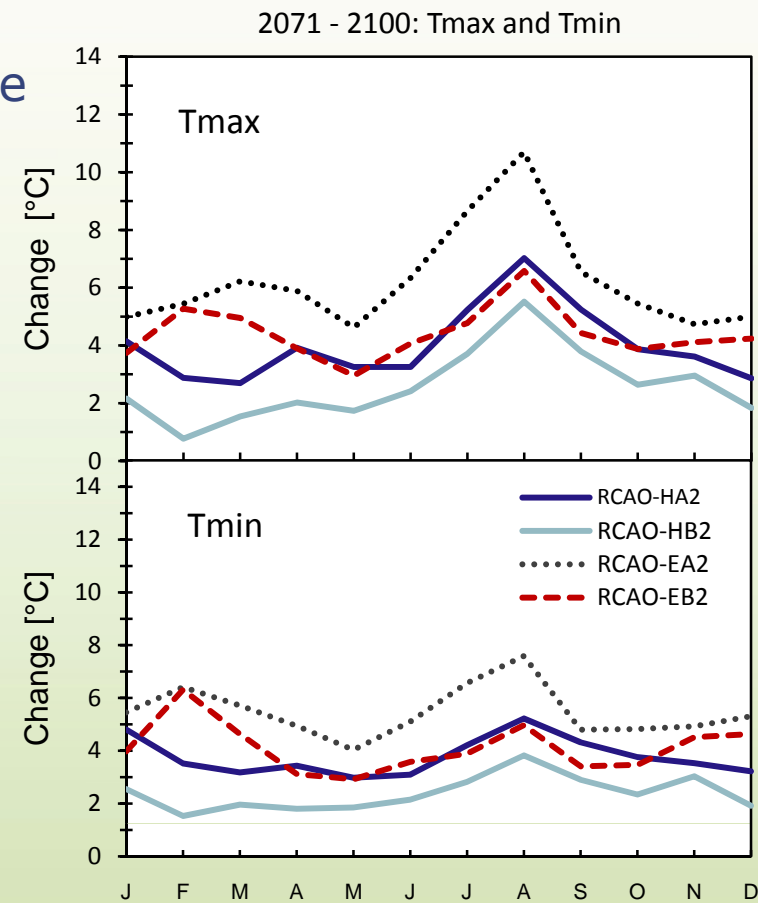 2071 - 2100: Tmax and Tmin
e
Tmax
Change [°C]
14
12
10
8
6
4
2
0
Tmin
Change [°C]
14
12
10
8
6
4
2
0
RCAO-HA2
RCAO-HB2
RCAO-EA2
RCAO-EB2
J F M A M J J A S O N D